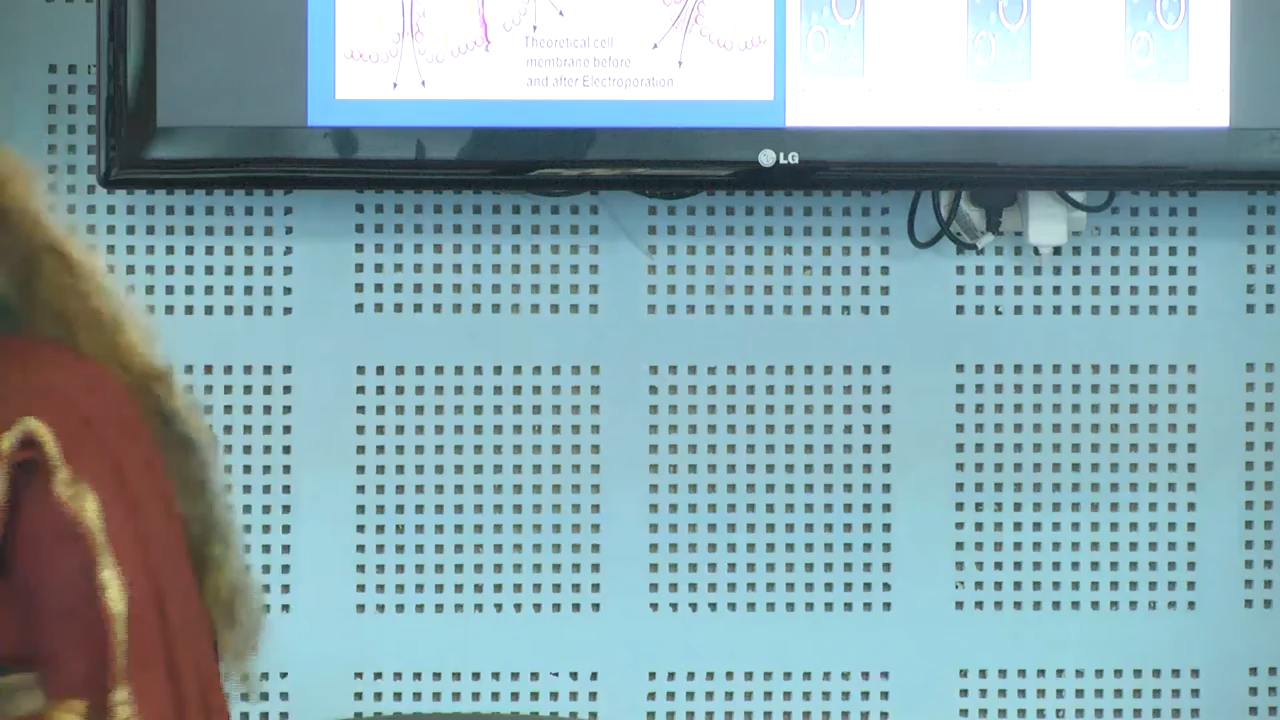 Theoretical cell
membrane before
and after Electroporation
LG